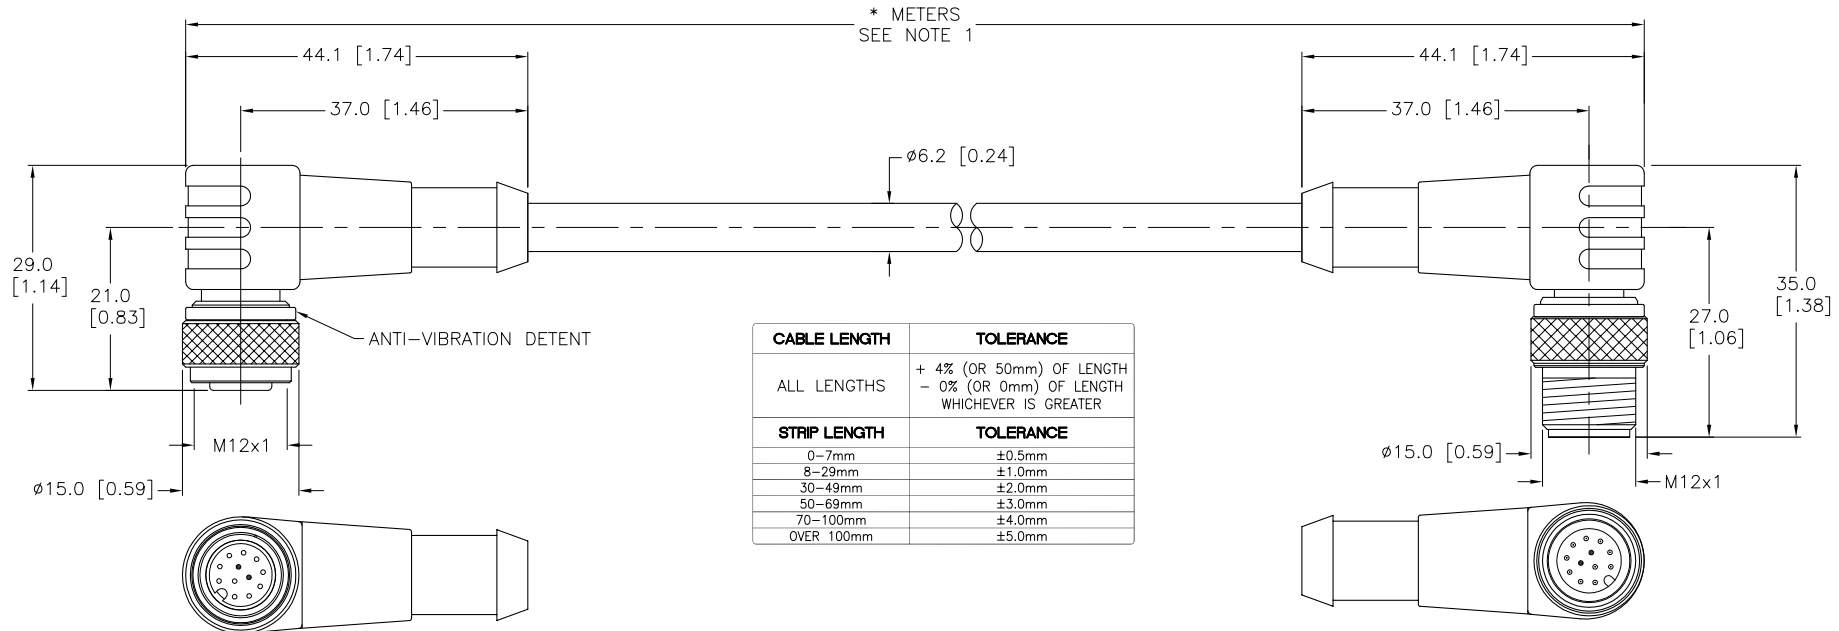 * METERS
SEE NOTE 1
44.1 [1.74]
44.1 [1.74]
37.0 [1.46]
37.0 [1.46]
ø6.2 [0.24]
29.0
[1.14]
21.0
[0.83]
35.0
[1.38]
27.0
[1.06]
ANTI-VIBRATION DETENT
M12x1
ø15.0 [0.59]
ø15.0 [0.59]
M12x1
CABLE LENGTH TOLERANCE
ALL LENGTHS
+ 4% (OR 50mm) OF LENGTH
- 0% (OR 0mm) OF LENGTH
WHICHEVER IS GREATER
STRIP LENGTH TOLERANCE
0-7mm ±0.5mm
8-29mm ±1.0mm
30-49mm ±2.0mm
50-69mm ±3.0mm
70-100mm ±4.0mm
OVER 100mm ±5.0mm